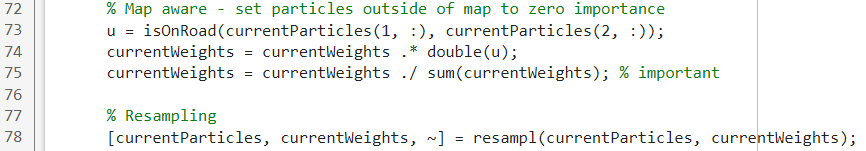 72 % Map aware - set particles outside of map to zero importance
73 u = isOnRoad(currentParticles(1, :), currentParticles(2, :));
74 currentWeights = currentWeights .* double(u);
75 currentWeights = currentWeights ./ sum(currentWeights); % important
76
77 % Resampling
78 [currentParticles, currentWeights, ~] = resampl(currentParticles, currentWeights);